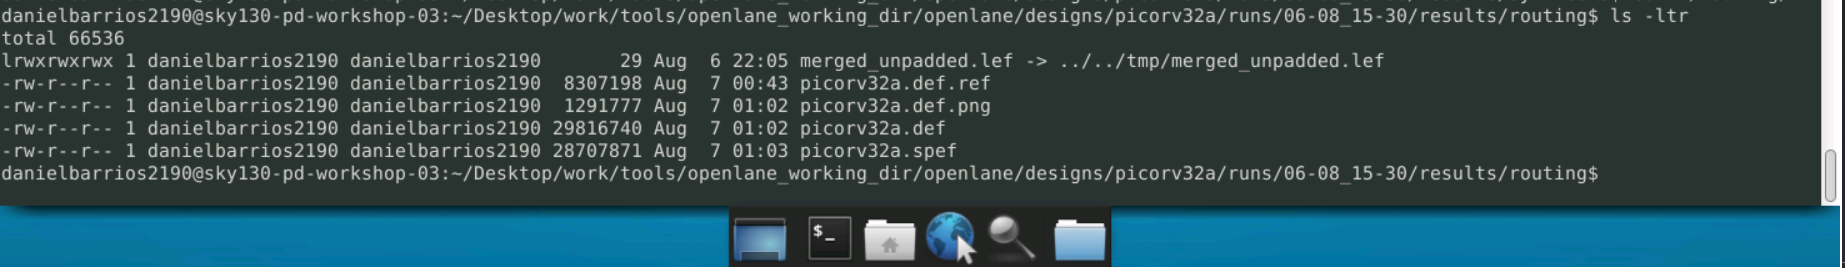 danielbarrios2190@sky130-pd-workshop-03:~/Desktop/work/tools/openlane_working_dir/openlane/designs/picorv32a/runs/06-08_15-30/results/routing$ ls -ltr
total 66536
lrwxrwxrwx 1 danielbarrios2190 danielbarrios2190       29 Aug  6 22:05 merged_unpadded.lef -> ../../tmp/merged_unpadded.lef
-rw-r--r-- 1 danielbarrios2190 danielbarrios2190  8307198 Aug  7 00:43 picorv32a.def.ref
-rw-r--r-- 1 danielbarrios2190 danielbarrios2190  1291777 Aug  7 01:02 picorv32a.def.png
-rw-r--r-- 1 danielbarrios2190 danielbarrios2190 29816740 Aug  7 01:02 picorv32a.def
-rw-r--r-- 1 danielbarrios2190 danielbarrios2190 28707871 Aug  7 01:03 picorv32a.spef
danielbarrios2190@sky130-pd-workshop-03:~/Desktop/work/tools/openlane_working_dir/openlane/designs/picorv32a/runs/06-08_15-30/results/routing$
$_